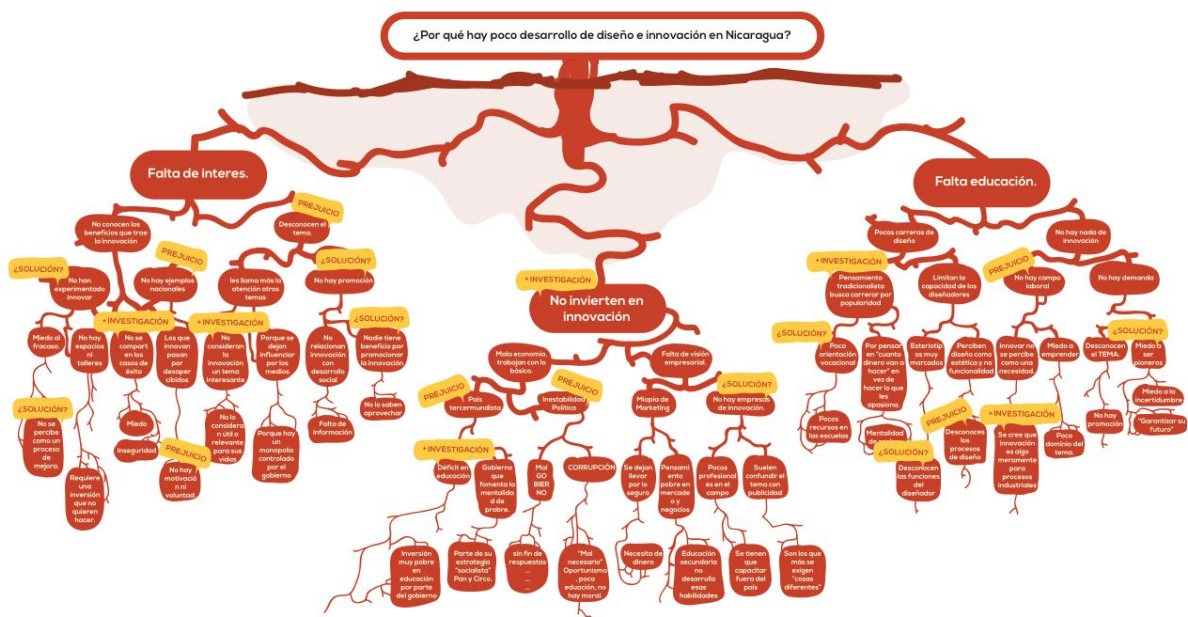 ¿Por qué hay poco desarrollo de diseño e innovación en Nicaragua?
Falta de interes.
PREJUICIO
No conocen los
beneficios que trae
la innovación
Desconocen el
tema.
¿SOLUCIÓN?
No han
experimentado
innovar
PREJUICIO
No hay ejemplos
nacionales
les llama más la
atención otros
temas
¿SOLUCIÓN?
No hay promoción
Miedo al
fracaso.
No hay
espacios ni
talleres
+ INVESTIGACIÓN
No se
compart
en los
casos de
éxito
Los que
innovan
pasan por
desaper
cibidos
+ INVESTIGACIÓN
No
consideran
la innovación
un tema
interesante
Porque se
dejan
influenciar
por los
medios
No
relacionan
innovación
con
desarrollo
social
¿SOLUCIÓN?
Nadie tiene
beneficio por
promocionar
la innovación
¿SOLUCIÓN?
No se
percibe
como un
proceso
de
mejora.
Requiere
una
inversión
que no
quieren
hacer.
Miedo
Inseguridad
PREJUICIO
No hay
motivació
n ni
voluntad.
No lo
considera
n útil o
relevante
para sus
vidas
Porque hay
un
monopolio
controlado
por el
gobierno
Falta de
información
No lo saben
aprovechar
+ INVESTIGACIÓN
No invierten en
innovación
Mala economía,
trabajan con lo
básico.
Falta de visión
empresarial.
PREJUICIO
País
tercermundista
PREJUICIO
Inestabilidad
Política
Miopía de
Marketing
¿SOLUCIÓN?
No hay empresas
de innovación.
+ INVESTIGACIÓN
Déficit en
educación
Gobierno
que
fomenta la
mentalida
d de
probre.
Mal
GO
BIER
NO
CORRUPCIÓN
Se dejan
llevar
por lo
seguro
Pensami
ento
pobre en
mercade
o y
negocios
Pocos
profesional
es en el
campo
Suelen
confundir el
tema con
publicidad
Inversión
muy pobre
en
educación
por parte
del gobierno
Parte de su
estrategia
"socialista"
Pan y Circo.
sin fin de
respuestas
...
...
...
"Mal
necesario"
Oportunismo
, poca
eduación, no
hay moral.
Necesita de
dinero
Educación
secundaria
no
desarrolla
esas
habilidades
Se tienen
que
capacitar
fuera del
país
Son los que
más se
exigen
"cosas
diferentes"
Falta educación.
Pocas carreras de
diseño
No hay nada de
innovación
+ INVESTIGACIÓN
Pensamiento
tradicionalista
busca carrerar por
popularidad
Limitan la
capacidad de los
diseñadores
PREJUICIO
No hay campo
laboral
No hay demanda
¿SOLUCIÓN?
Poca
orientación
vocacional
Por pensar
en "cuanto
dinero van a
hacer" en vez
de hacer lo que
les
apasiona.
Esteriotip
os muy
marcados
Perciben
diseño como
estética y no
funcionalidad
Innovar no
se percibe
como una
necesidad.
Miedo a
emprender
Desconocen
el TEMA.
¿SOLUCIÓN?
Miedo a
ser
pioneros
Pocos
recursos en
las escuelas
Mentalidad
¿SOLUCIÓN?
Desconocen
las funciones
del
diseñador
PREJUICIO
Desconoces
los
procesos
de diseño
+ INVESTIGACIÓN
Se cree que
innovación
es algo
meramente
para
procesos
industriales
Poco
dominio del
tema.
No hay
promoción
Miedo a la
incertidumbre
"Garantizar su
futuro"